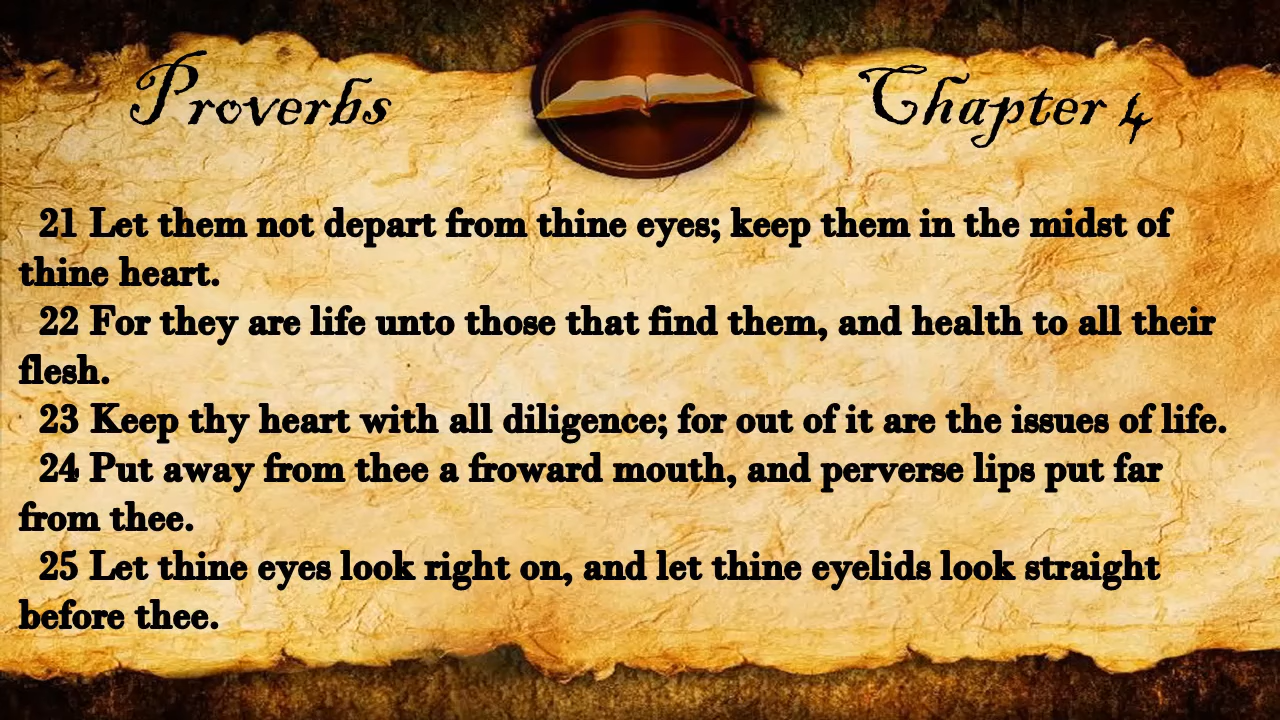 Proverbs Chapter 4
21 Let them not depart from thine eyes; keep them in the midst of
thine heart.
22 For they are life unto those that find them, and health to all their
flesh.
23 Keep thy heart with all diligence; for out of it are the issues of life.
24 Put away from thee a froward mouth, and perverse lips put far
from thee.
25 Let thine eyes look right on, and let thine eyelids look straight
before thee.